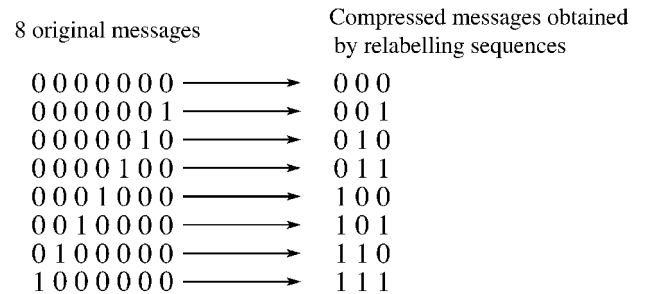 8 original messages
Compressed messages obtained
by relabelling sequences
0 0 0 0 0 0 0 0 0 0
0 0 0 0 0 0 1 0 0 1
0 0 0 0 0 1 0 0 1 0
0 0 0 0 1 0 0 0 1 1
0 0 0 1 0 0 0 1 0 0
0 0 1 0 0 0 0 1 0 1
0 1 0 0 0 0 0 1 1 0
1 0 0 0 0 0 0 1 1 1